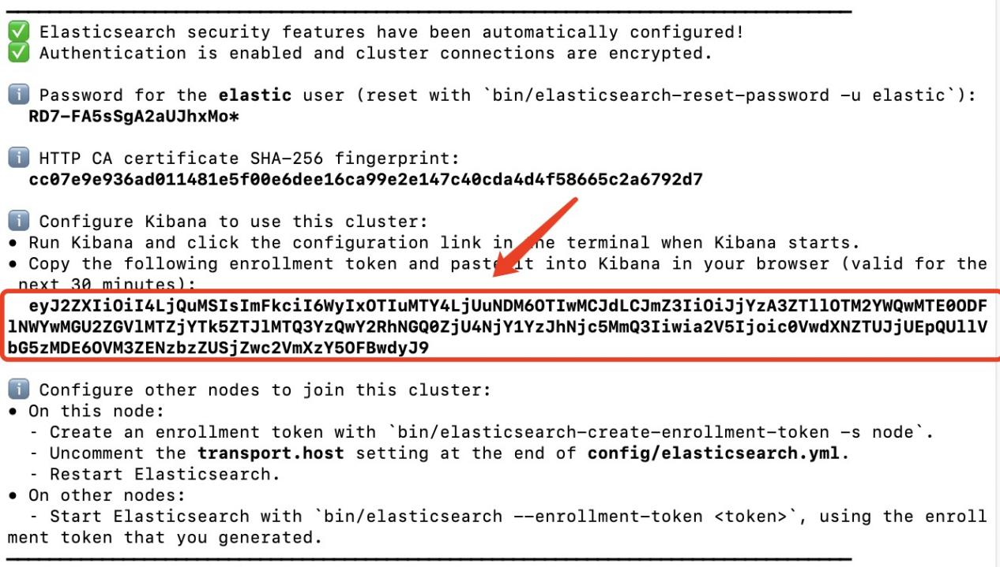 Elasticsearch security features have been automatically configured!
Authentication is enabled and cluster connections are encrypted.
Password for the elastic user (reset with `bin/elasticsearch-reset-password -u elastic`):
RD7-FA5sSgA2aUJhxMo*
HTTP CA certificate SHA-256 fingerprint:
cc07e9e936ad011481e5f00e6dee16ca99e2e147c40cda4d4f58665c2a6792d7
Configure Kibana to use this cluster:
• Run Kibana and click the configuration link in the terminal when Kibana starts.
• Copy the following enrollment token and paste it into Kibana in your browser (valid for the
next 30 minutes):
eyJ2ZXIiOiI4LjQuMSIsImFkciI6WyIxOTIuMTY4LjUuNDM6OTIwMCJdLCJmZ3IiOiJjYzA3ZTllOTM2YWQwMTE0ODF
lNWYwMGU2ZGVlMTZjYTk5ZTJlMTQ3YzQwY2RhNGQ0ZjU4NjY1YzJhNjc5MmQ3Iiwia2V5Ijoic0VwdXNZTUJjUEpQUllV
bG5zMDE6OVM3ZENzbzZUSjZwc2VmXzY5OFBwdyJ9
Configure other nodes to join this cluster:
• On this node:
- Create an enrollment token with `bin/elasticsearch-create-enrollment-token -s node`.
- Uncomment the transport.host setting at the end of config/elasticsearch.yml.
- Restart Elasticsearch.
• On other nodes:
- Start Elasticsearch with `bin/elasticsearch --enrollment-token <token>`, using the enroll
ment token that you generated.